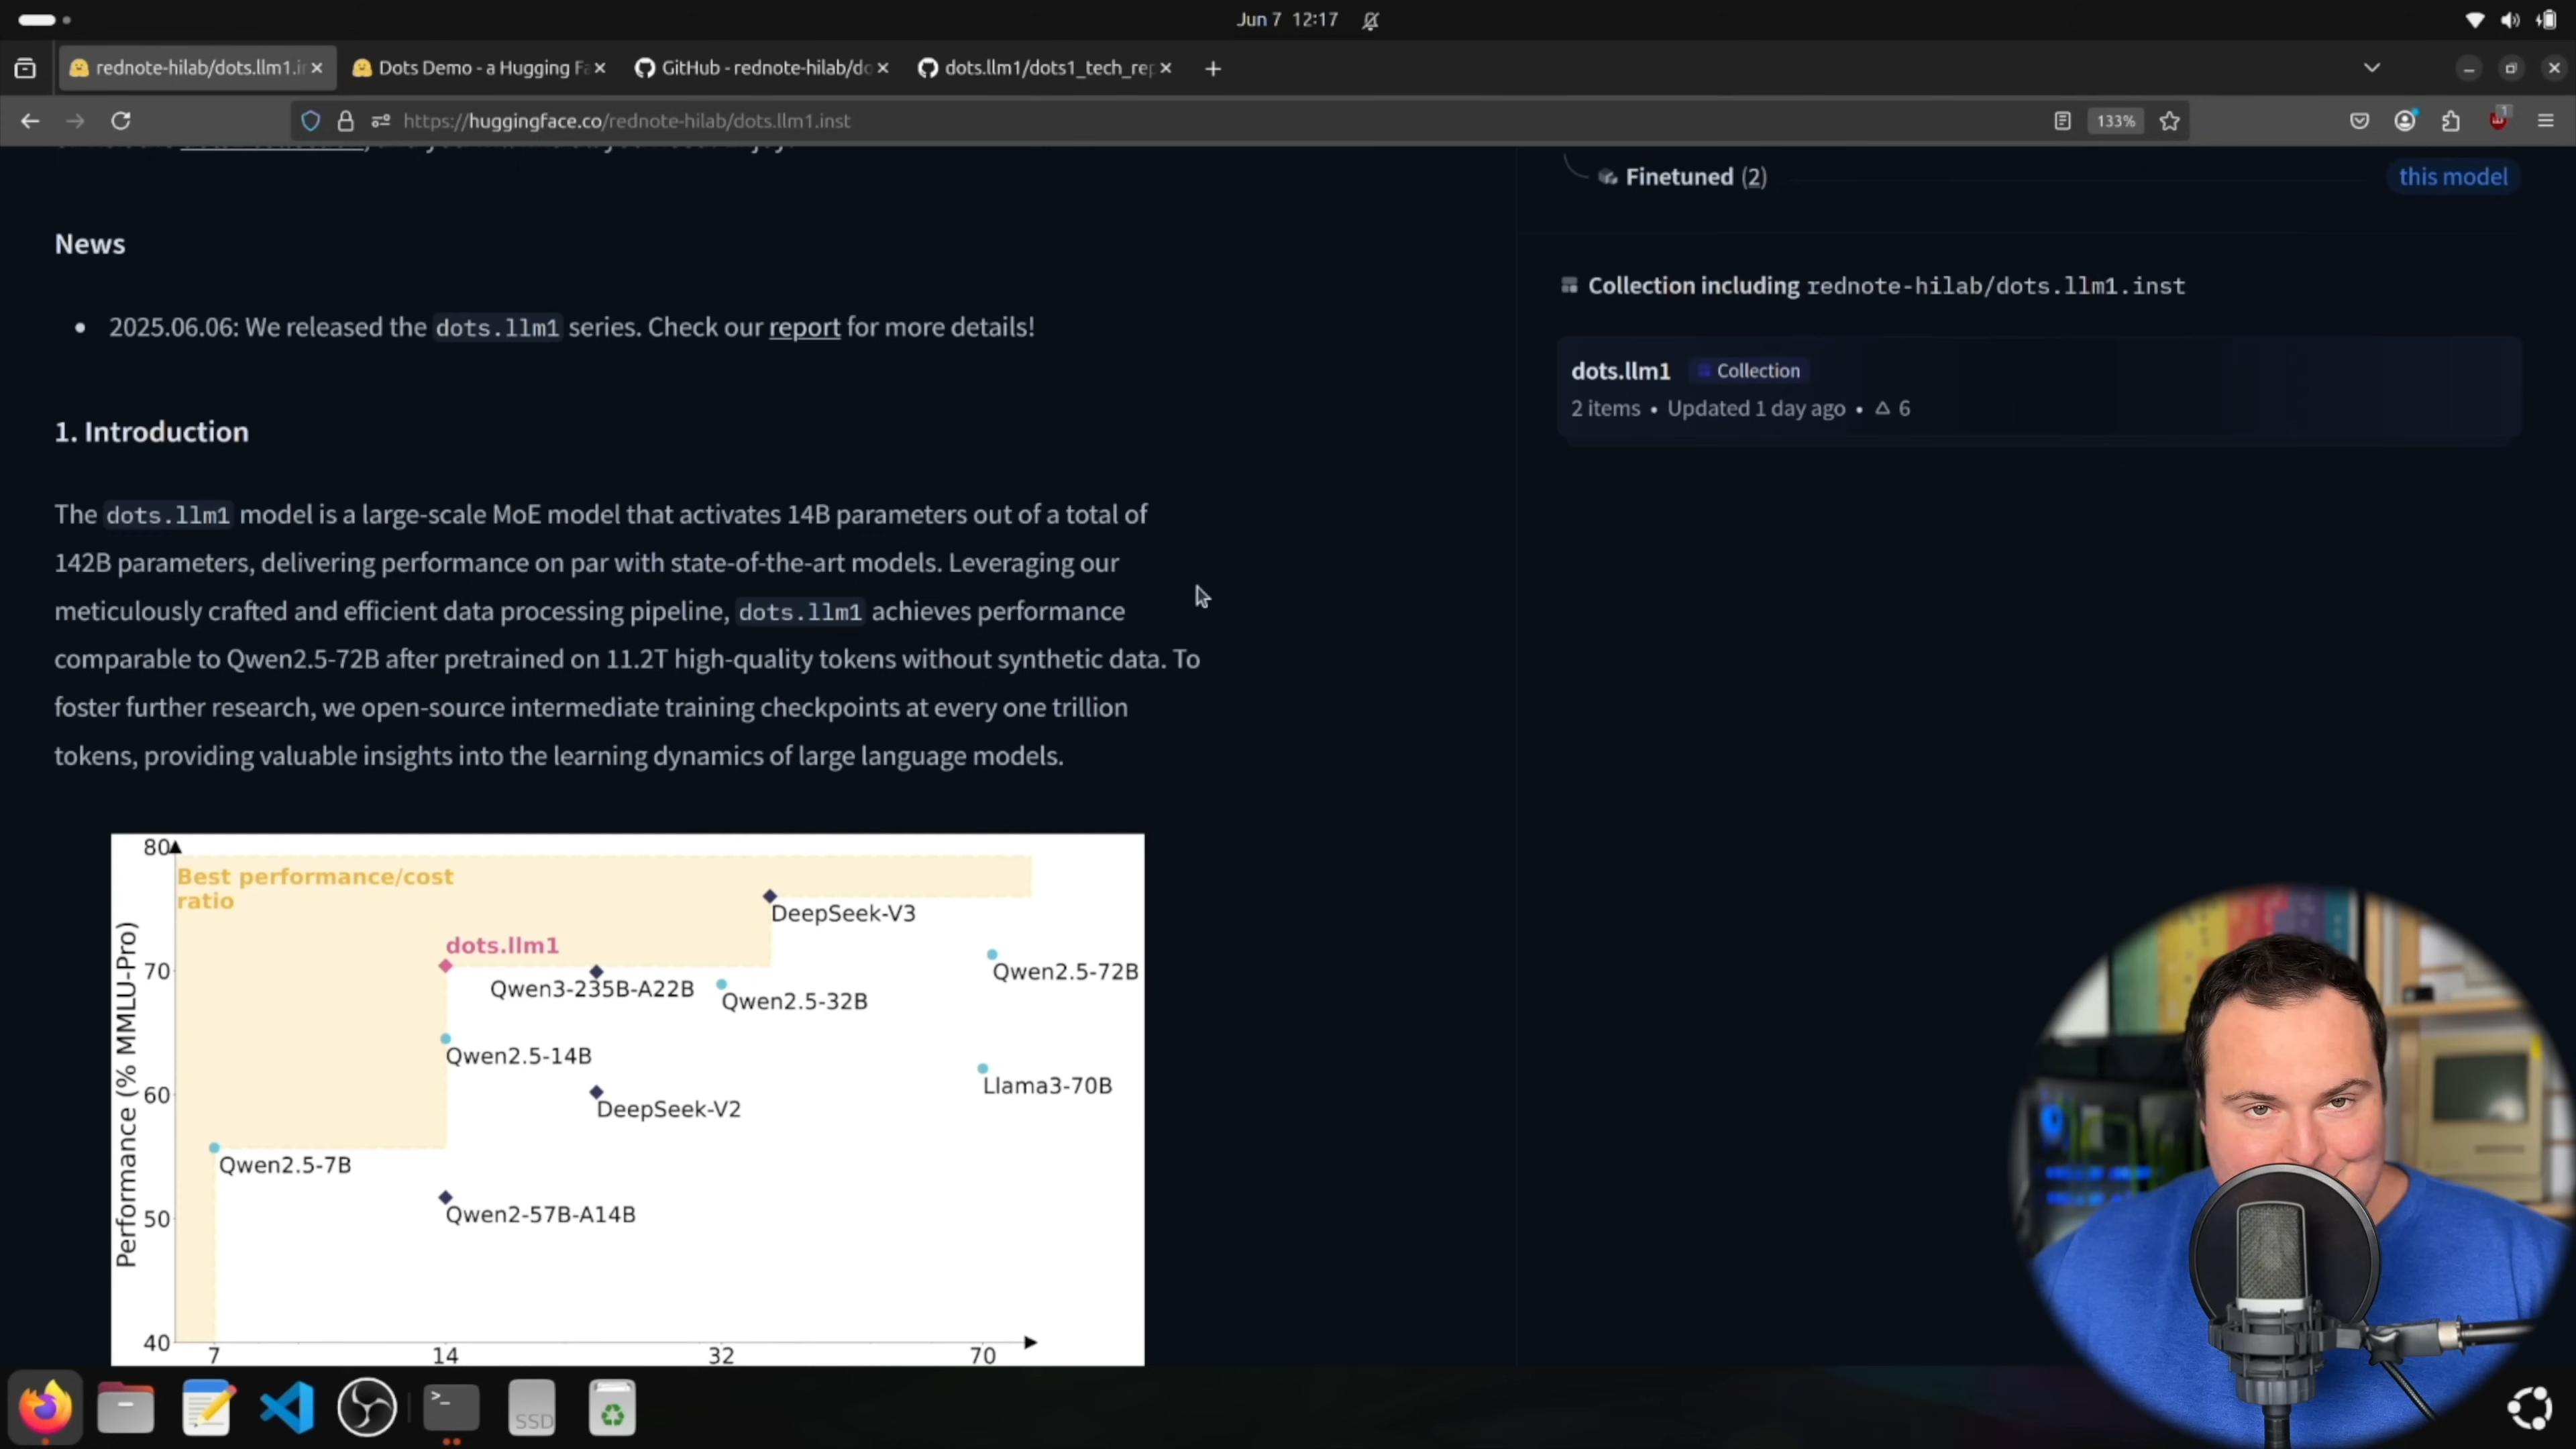 Jun 7 12:17
rednote-hilab/dots.llm1.i
Dots Demo - a Hugging Fa
GitHub - rednote-hilab/do
dots.llm1/dots1_tech_rep
https://huggingface.co/rednote-hilab/dots.llm1.inst
133%
1
Finetuned (2)
this model
News
Collection including rednote-hilab/dots.llm1.inst
2025.06.06: We released the dots.llm1 series. Check our report for more details!
dots.llm1 Collection
2 items • Updated 1 day ago • △ 6
1. Introduction
The dots.llm1 model is a large-scale MoE model that activates 14B parameters out of a total of
142B parameters, delivering performance on par with state-of-the-art models. Leveraging our
meticulously crafted and efficient data processing pipeline, dots.llm1 achieves performance
comparable to Qwen2.5-72B after pretrained on 11.2T high-quality tokens without synthetic data. To
foster further research, we open-source intermediate training checkpoints at every one trillion
tokens, providing valuable insights into the learning dynamics of large language models.
80
Best performance/cost
ratio
DeepSeek-V3
dots.llm1
70
Qwen2.5-72B
Qwen3-235B-A22B
Qwen2.5-32B
Qwen2.5-14B
Llama3-70B
60
DeepSeek-V2
Qwen2.5-7B
50
Qwen2-57B-A14B
Performance (% MMLU-Pro)
40
7
14
32
70
SSD